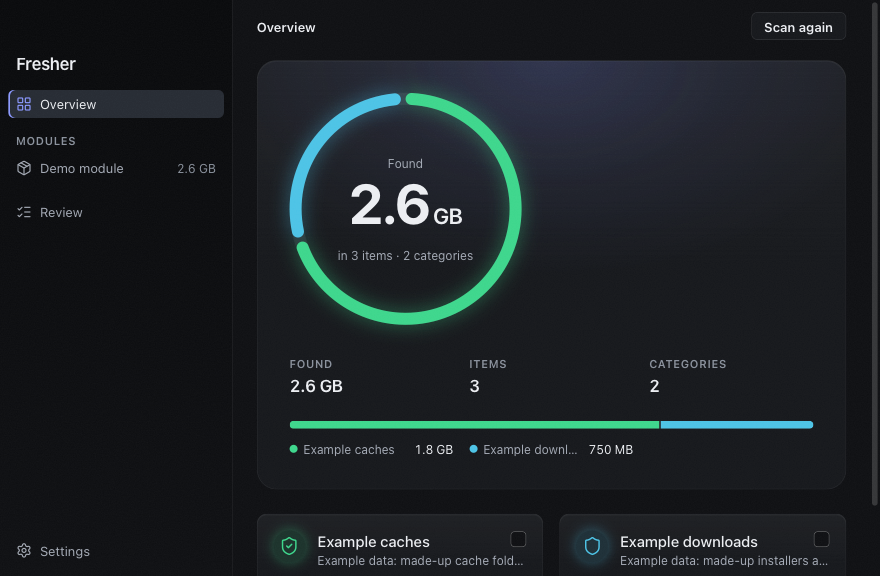 Fresher
Overview
MODULES
Demo module 2.6 GB
Review
Settings
Overview
Scan again
Found
2.6 GB
in 3 items · 2 categories
FOUND ITEMS CATEGORIES
2.6 GB 3 2
Example caches 1.8 GB Example downl... 750 MB
Example caches
Example data: made-up cache fold...
Example downloads
Example data: made-up installers a...